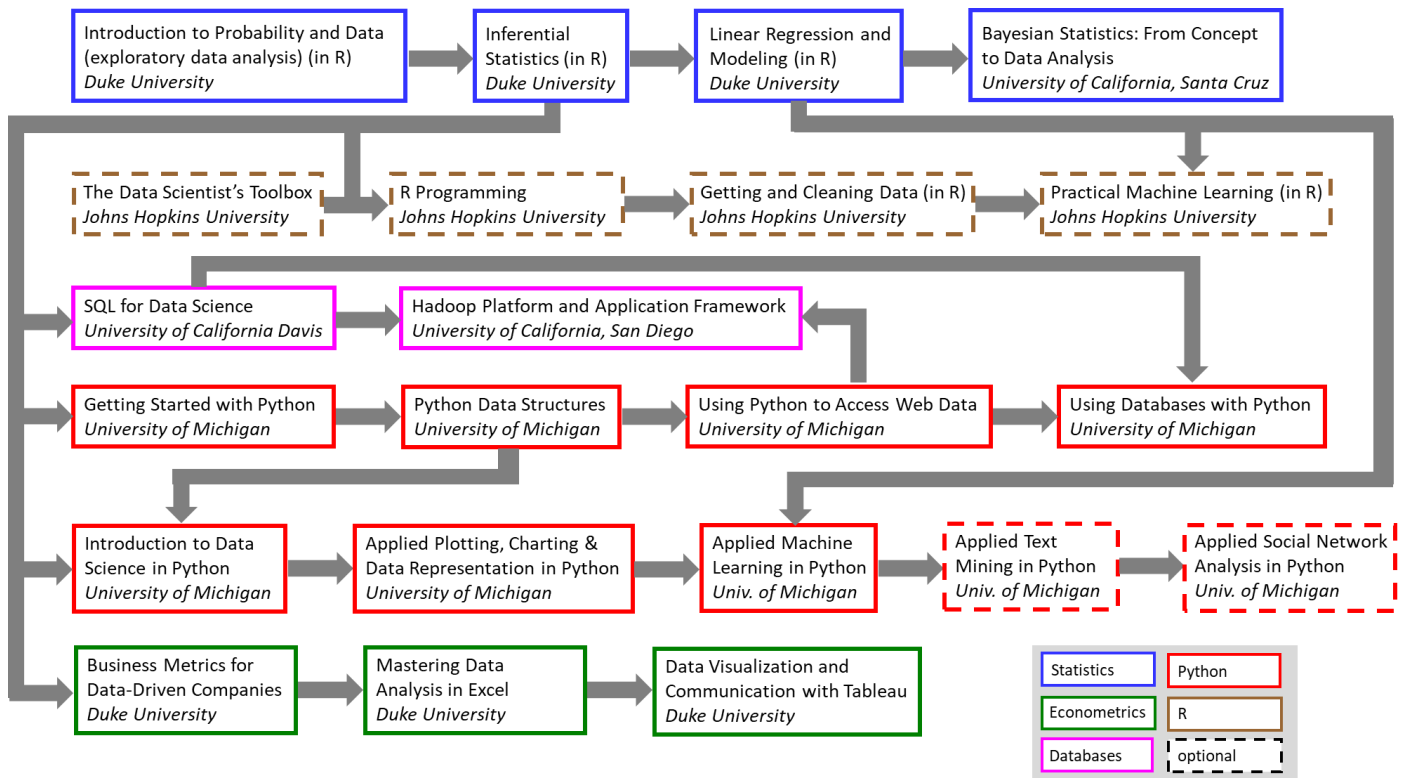 Introduction to Probability and Data
(exploratory data analysis) (in R)
Duke University
Inferential
Statistics (in R)
Duke University
Linear Regression and
Modeling (in R)
Duke University
Bayesian Statistics: From Concept
to Data Analysis
University of California, Santa Cruz
The Data Scientist's Toolbox
Johns Hopkins University
R Programming
Johns Hopkins University
Getting and Cleaning Data (in R)
Johns Hopkins University
Practical Machine Learning (in R)
Johns Hopkins University
SQL for Data Science
University of California Davis
Hadoop Platform and Application Framework
University of California, San Diego
Getting Started with Python
University of Michigan
Python Data Structures
University of Michigan
Using Python to Access Web Data
University of Michigan
Using Databases with Python
University of Michigan
Introduction to Data
Science in Python
University of Michigan
Applied Plotting, Charting &
Data Representation in Python
University of Michigan
Applied Machine
Learning in Python
Univ. of Michigan
Applied Text
Mining in Python
Univ. of Michigan
Applied Social Network
Analysis in Python
Univ. of Michigan
Business Metrics for
Data-Driven Companies
Duke University
Mastering Data
Analysis in Excel
Duke University
Data Visualization and
Communication with Tableau
Duke University
Statistics
Python
Econometrics
R
Databases
optional